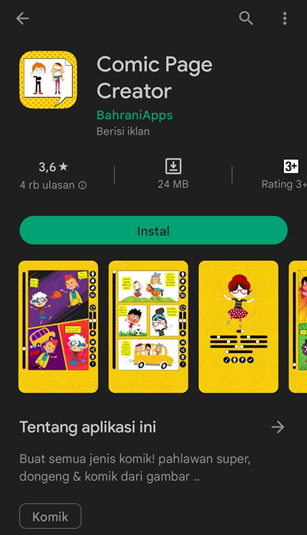 Comic Page
Creator
BahraniApps
Berisi iklan
3,6★
4 rb ulasan
24 MB
3+
Rating 3+
Instal
Tentang aplikasi ini
Buat semua jenis komik! pahlawan super,
dongeng & komik dari gambar ..
Komik